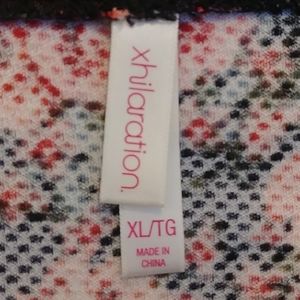 xhilaration.
XL/TG
MADE IN
CHINA